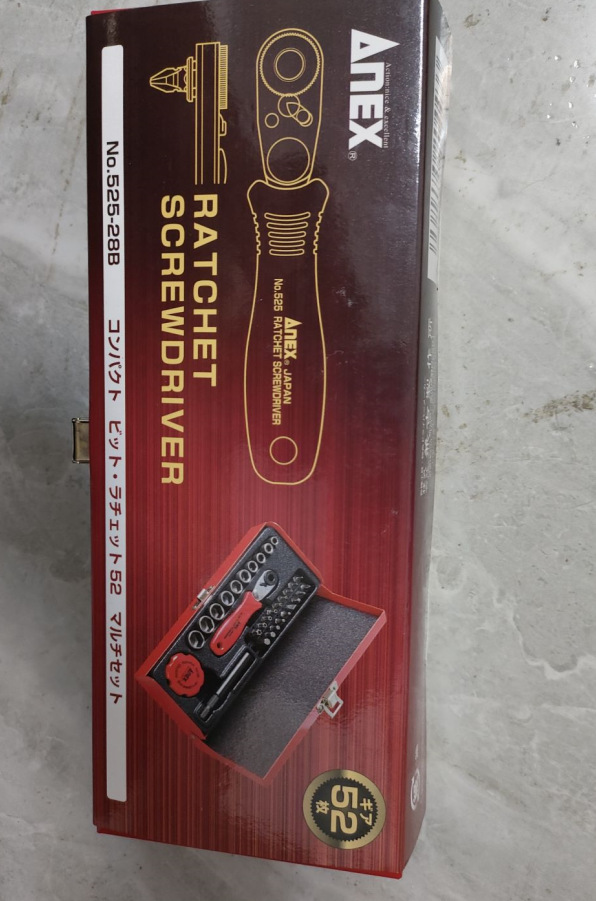 ANEX®
Action nice & excellent
RATCHET
SCREWDRIVER
ANEX® JAPAN
No.525 RATCHET SCREWDRIVER
No.525-28B コンパクト ビット・ラチェット52 マルチセット
ギア
52
枚